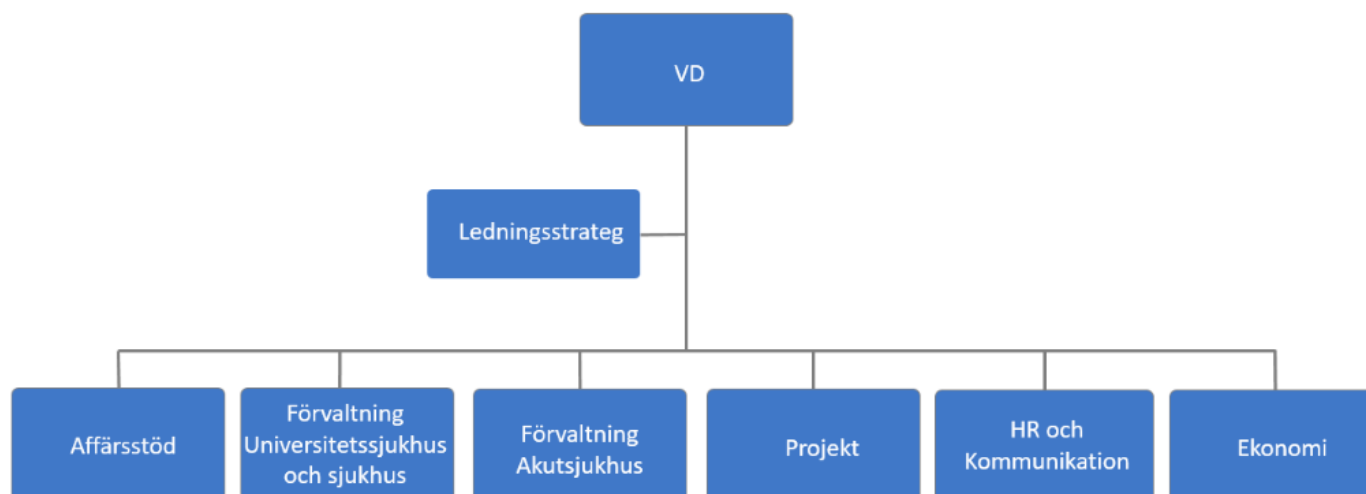 VD
Ledningsstrateg
Affärsstöd
Förvaltning
Universitetssjukhus
och sjukhus
Förvaltning
Akutsjukhus
Projekt
HR och
Kommunikation
Ekonomi